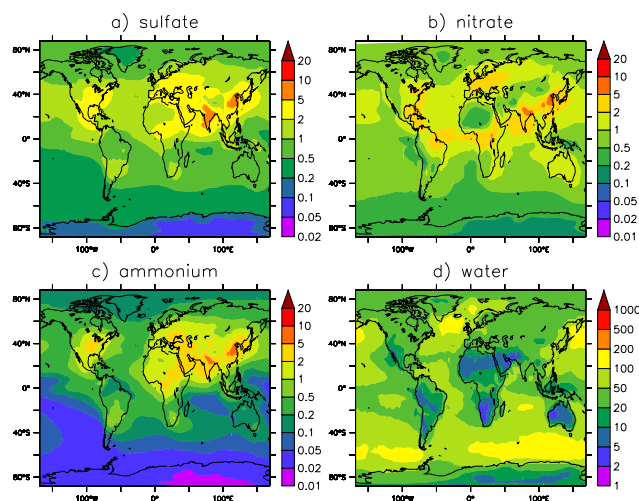 a) sulfate
80°N
40°N
0°
40°S
80°S
100°W
0°
100°E
20
10
5
2
1
0.5
0.2
0.1
0.05
0.02
b) nitrate
80°N
40°N
0°
40°S
80°S
100°W
0°
100°E
20
10
5
2
1
0.5
0.2
0.1
0.05
0.02
0.01
c) ammonium
80°N
40°N
0°
40°S
80°S
100°W
0°
100°E
20
10
5
2
1
0.5
0.2
0.1
0.05
0.02
0.01
d) water
80°N
40°N
0°
40°S
80°S
100°W
0°
100°E
1000
500
200
100
50
20
10
5
2
1